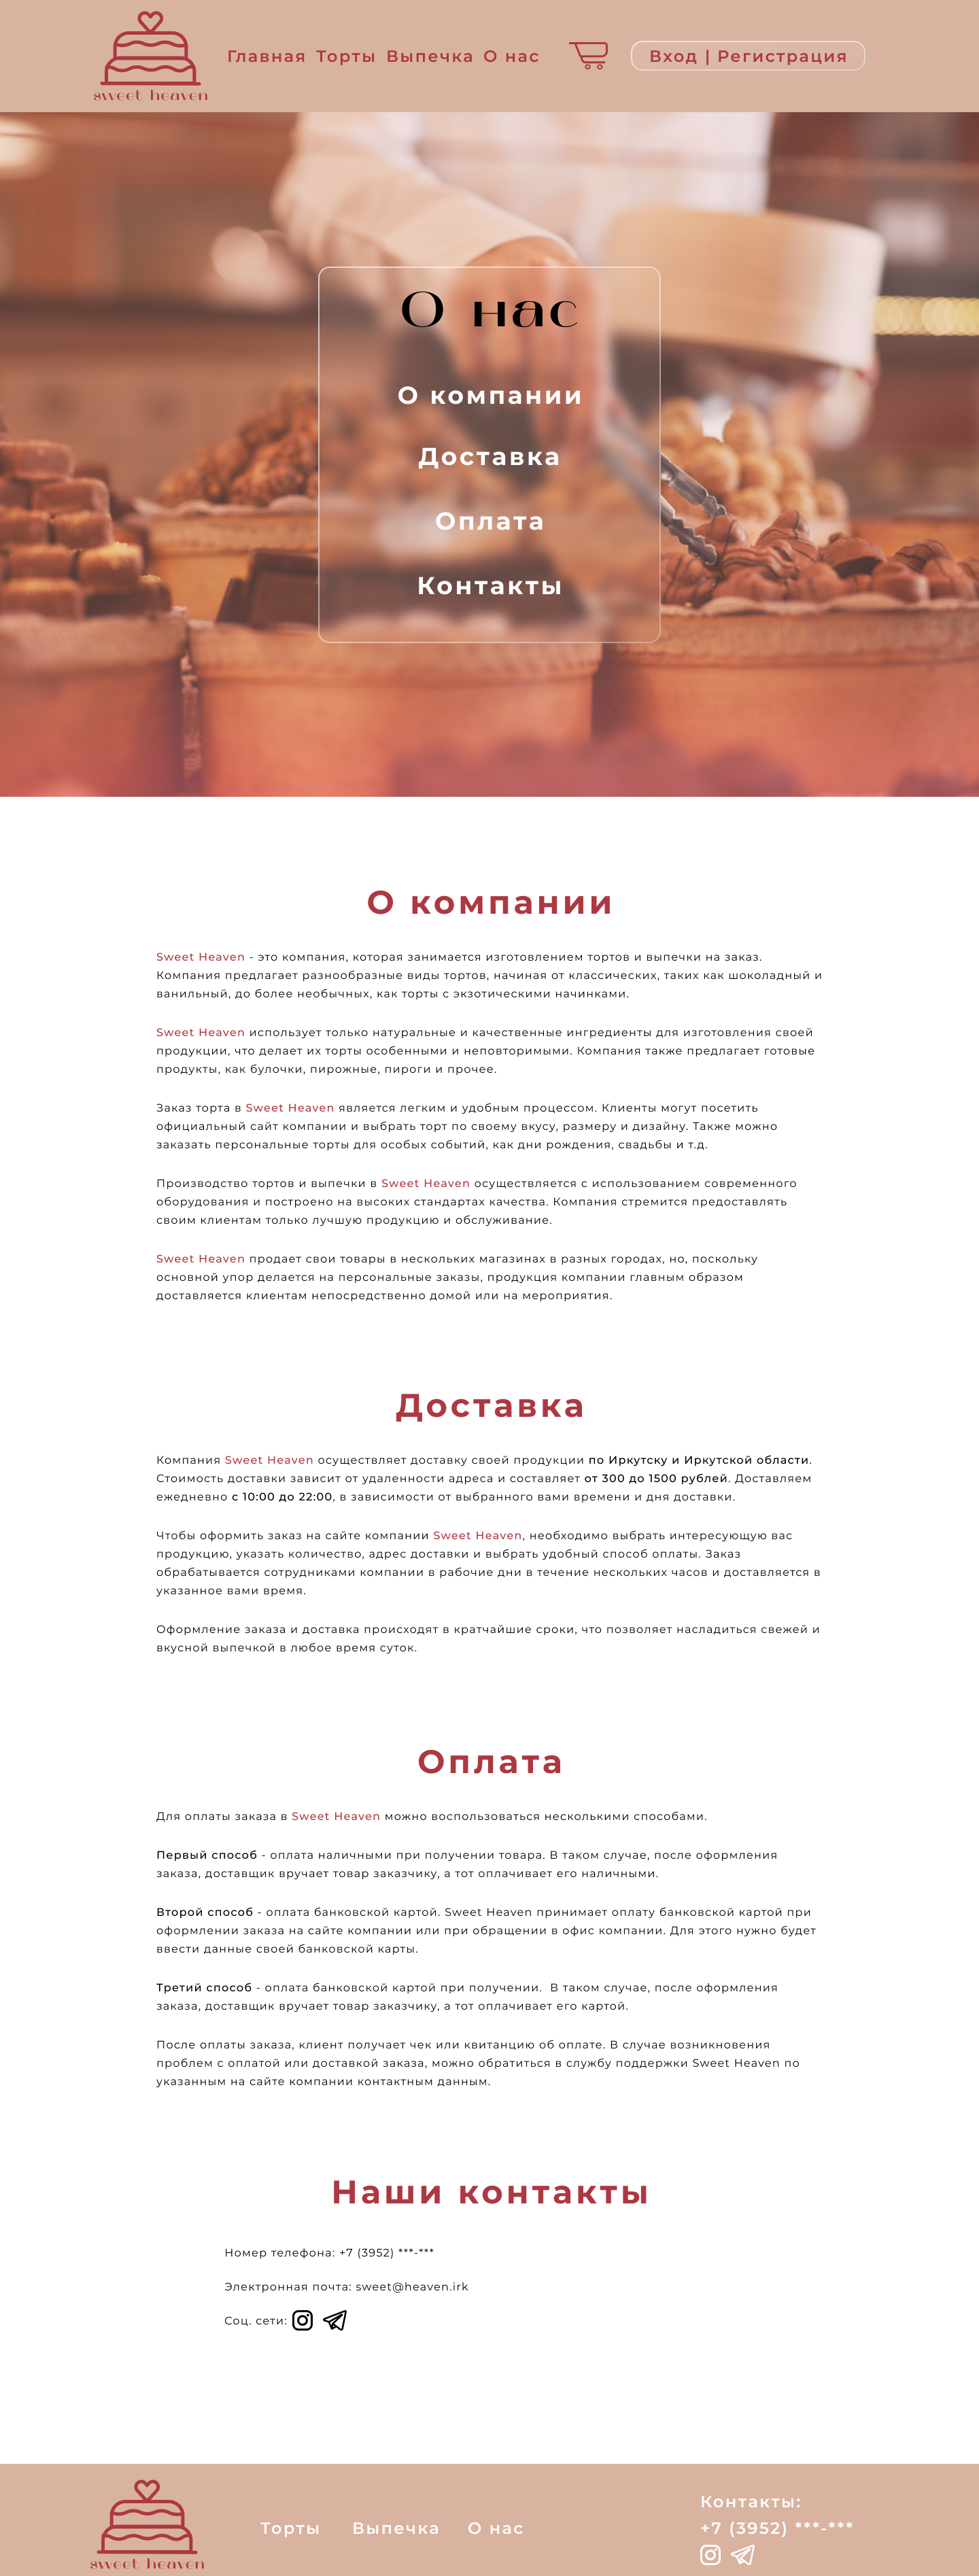 sweet heaven
Главная Торты Выпечка О нас
Вход | Регистрация
О нас
О компании
Доставка
Оплата
Контакты
О компании
Sweet Heaven - это компания, которая занимается изготовлением тортов и выпечки на заказ.
Компания предлагает разнообразные виды тортов, начиная от классических, таких как шоколадный и
ванильный, до более необычных, как торты с экзотическими начинками.
Sweet Heaven использует только натуральные и качественные ингредиенты для изготовления своей
продукции, что делает их торты особенными и неповторимыми. Компания также предлагает готовые
продукты, как булочки, пирожные, пироги и прочее.
Заказ торта в Sweet Heaven является легким и удобным процессом. Клиенты могут посетить
официальный сайт компании и выбрать торт по своему вкусу, размеру и дизайну. Также можно
заказать персональные торты для особых событий, как дни рождения, свадьбы и т.д.
Производство тортов и выпечки в Sweet Heaven осуществляется с использованием современного
оборудования и построено на высоких стандартах качества. Компания стремится предоставлять
своим клиентам только лучшую продукцию и обслуживание.
Sweet Heaven продает свои товары в нескольких магазинах в разных городах, но, поскольку
основной упор делается на персональные заказы, продукция компании главным образом
доставляется клиентам непосредственно домой или на мероприятия.
Доставка
Компания Sweet Heaven осуществляет доставку своей продукции по Иркутску и Иркутской области.
Стоимость доставки зависит от удаленности адреса и составляет от 300 до 1500 рублей. Доставляем
ежедневно с 10:00 до 22:00, в зависимости от выбранного вами времени и дня доставки.
Чтобы оформить заказ на сайте компании Sweet Heaven, необходимо выбрать интересующую вас
продукцию, указать количество, адрес доставки и выбрать удобный способ оплаты. Заказ
обрабатывается сотрудниками компании в рабочие дни в течение нескольких часов и доставляется в
указанное вами время.
Оформление заказа и доставка происходят в кратчайшие сроки, что позволяет насладиться свежей и
вкусной выпечкой в любое время суток.
Оплата
Для оплаты заказа в Sweet Heaven можно воспользоваться несколькими способами.
Первый способ - оплата наличными при получении товара. В таком случае, после оформления
заказа, доставщик вручает товар заказчику, а тот оплачивает его наличными.
Второй способ - оплата банковской картой. Sweet Heaven принимает оплату банковской картой при
оформлении заказа на сайте компании или при обращении в офис компании. Для этого нужно будет
ввести данные своей банковской карты.
Третий способ - оплата банковской картой при получении. В таком случае, после оформления
заказа, доставщик вручает товар заказчику, а тот оплачивает его картой.
После оплаты заказа, клиент получает чек или квитанцию об оплате. В случае возникновения
проблем с оплатой или доставкой заказа, можно обратиться в службу поддержки Sweet Heaven по
указанным на сайте компании контактным данным.
Наши контакты
Номер телефона: +7 (3952) ***-***
Электронная почта: sweet@heaven.irk
Соц. сети:
sweet heaven
Торты Выпечка О нас
Контакты:
+7 (3952) ***-***